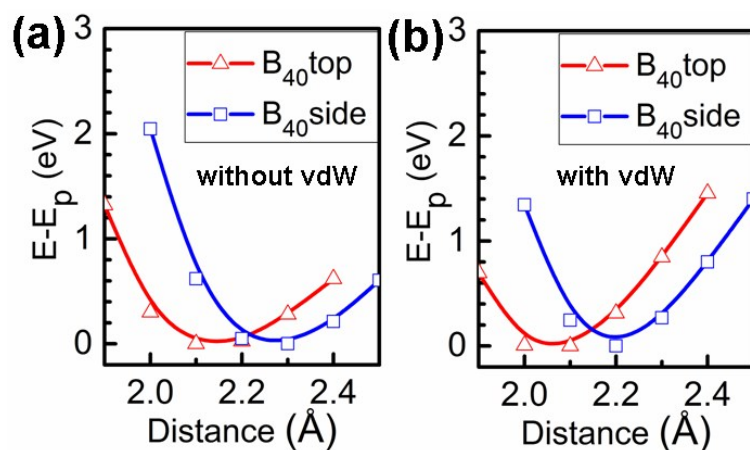 (a)
3
2
1
0
E-Eₚ (eV)
B₄₀top
B₄₀side
without vdW
2.0 2.2 2.4
Distance (Å)
(b)
3
2
1
0
E-Eₚ (eV)
B₄₀top
B₄₀side
with vdW
2.0 2.2 2.4
Distance (Å)